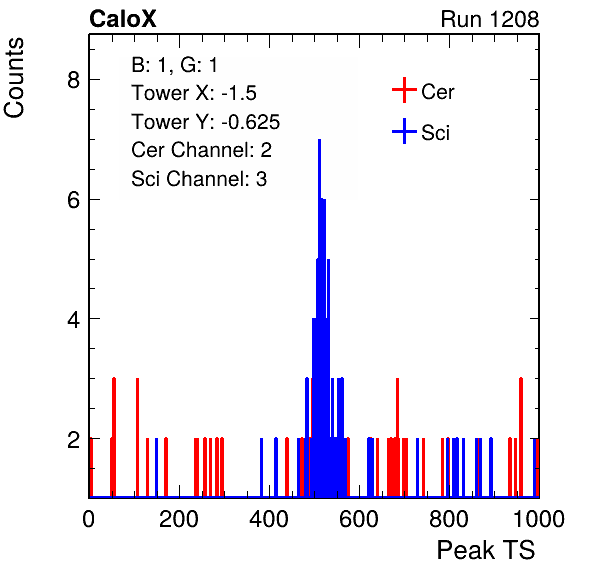 CaloX Run 1208
Counts
B: 1, G: 1
Tower X: -1.5
Tower Y: -0.625
Cer Channel: 2
Sci Channel: 3
Cer
Sci
8
6
4
2
0 200 400 600 800 1000
Peak TS